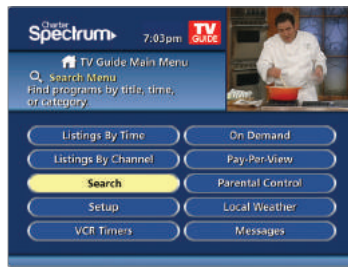 Charter
Spectrum
7:03pm
TV
GUIDE
TV Guide Main Menu
Search Menu
Find programs by title, time,
or category.
Listings By Time
On Demand
Listings By Channel
Pay-Per-View
Search
Parental Control
Setup
Local Weather
VCR Timers
Messages